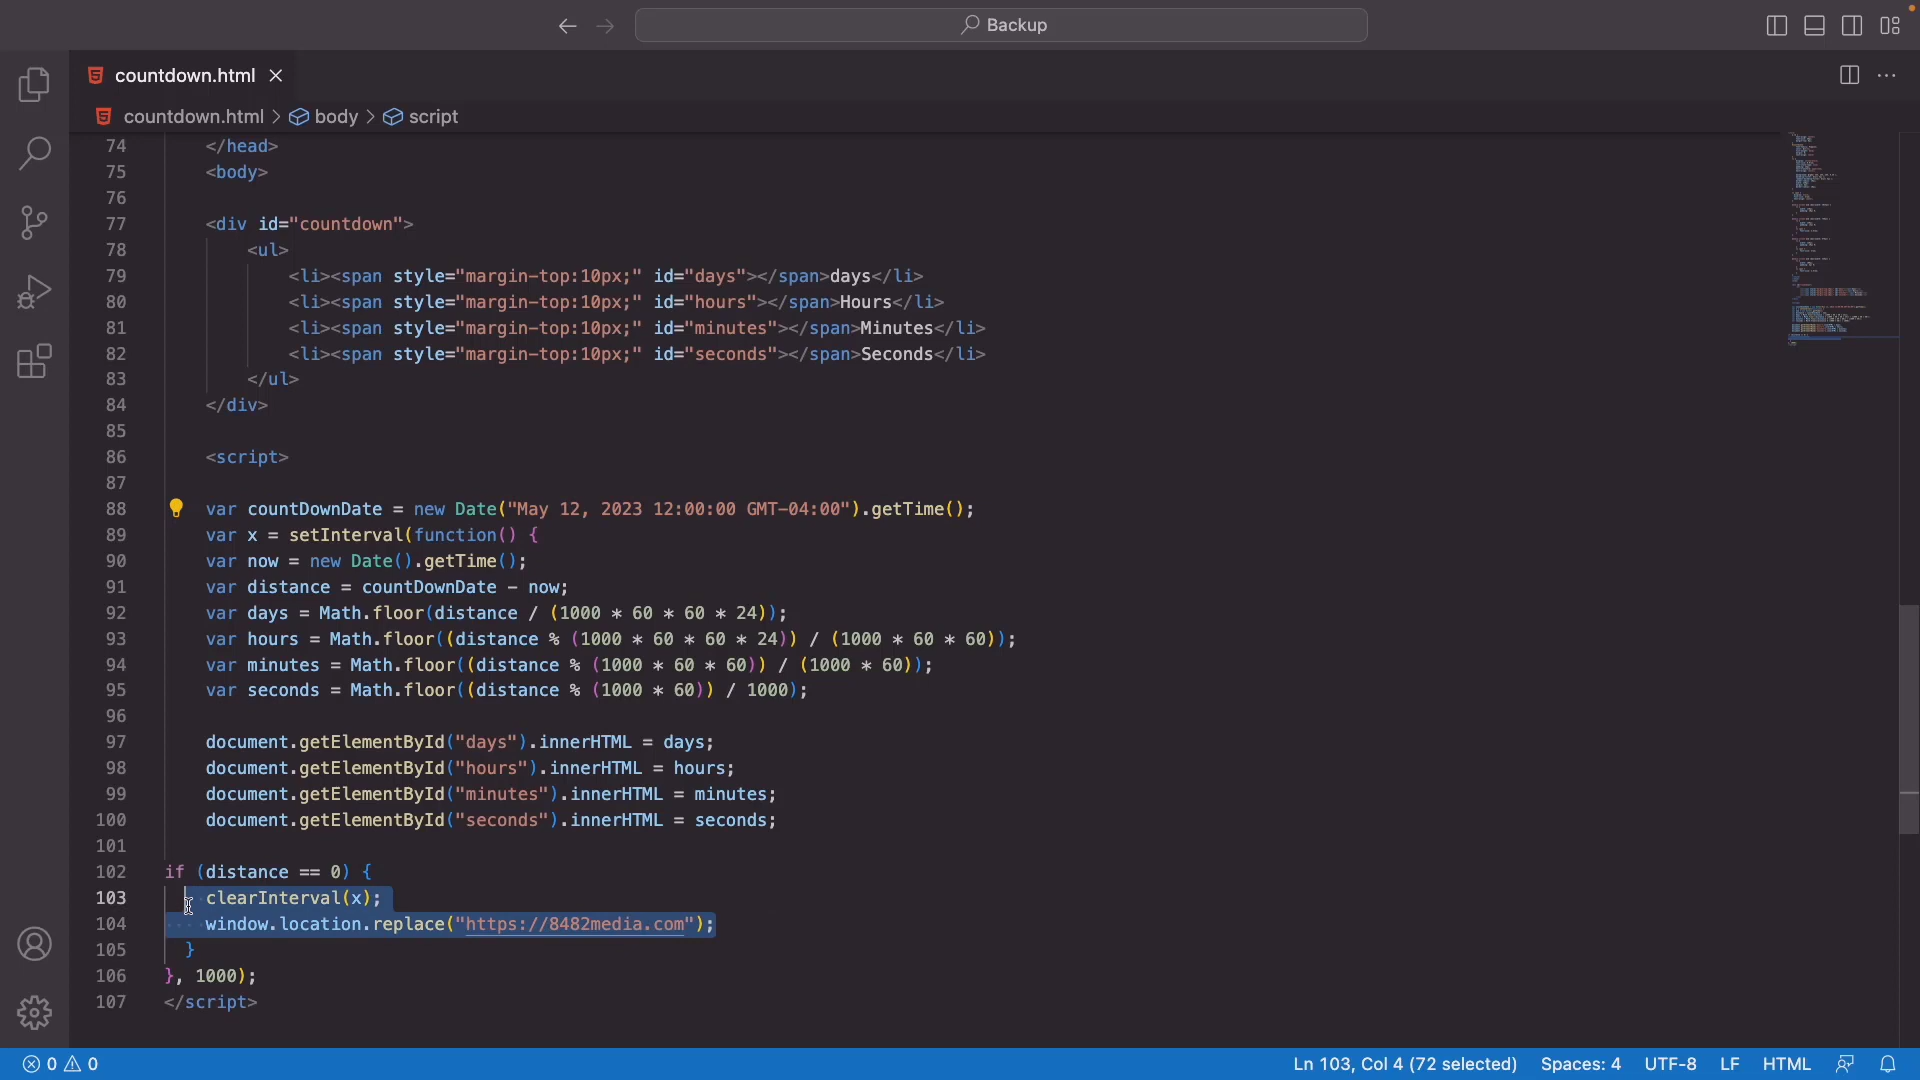 Backup
countdown.html
countdown.html > body > script
74 </head>
75 <body>
76
77 <div id="countdown">
78 <ul>
79 <li><span style="margin-top:10px;" id="days"></span>days</li>
80 <li><span style="margin-top:10px;" id="hours"></span>Hours</li>
81 <li><span style="margin-top:10px;" id="minutes"></span>Minutes</li>
82 <li><span style="margin-top:10px;" id="seconds"></span>Seconds</li>
83 </ul>
84 </div>
85
86 <script>
87
88 var countDownDate = new Date("May 12, 2023 12:00:00 GMT-04:00").getTime();
89 var x = setInterval(function() {
90 var now = new Date().getTime();
91 var distance = countDownDate - now;
92 var days = Math.floor(distance / (1000 * 60 * 60 * 24));
93 var hours = Math.floor((distance % (1000 * 60 * 60 * 24)) / (1000 * 60 * 60));
94 var minutes = Math.floor((distance % (1000 * 60 * 60)) / (1000 * 60));
95 var seconds = Math.floor((distance % (1000 * 60)) / 1000);
96
97 document.getElementById("days").innerHTML = days;
98 document.getElementById("hours").innerHTML = hours;
99 document.getElementById("minutes").innerHTML = minutes;
100 document.getElementById("seconds").innerHTML = seconds;
101
102 if (distance == 0) {
103 clearInterval(x);
104 window.location.replace("https://8482media.com");
105 }
106 }, 1000);
107 </script>
0 0 Ln 103, Col 4 (72 selected) Spaces: 4 UTF-8 LF HTML